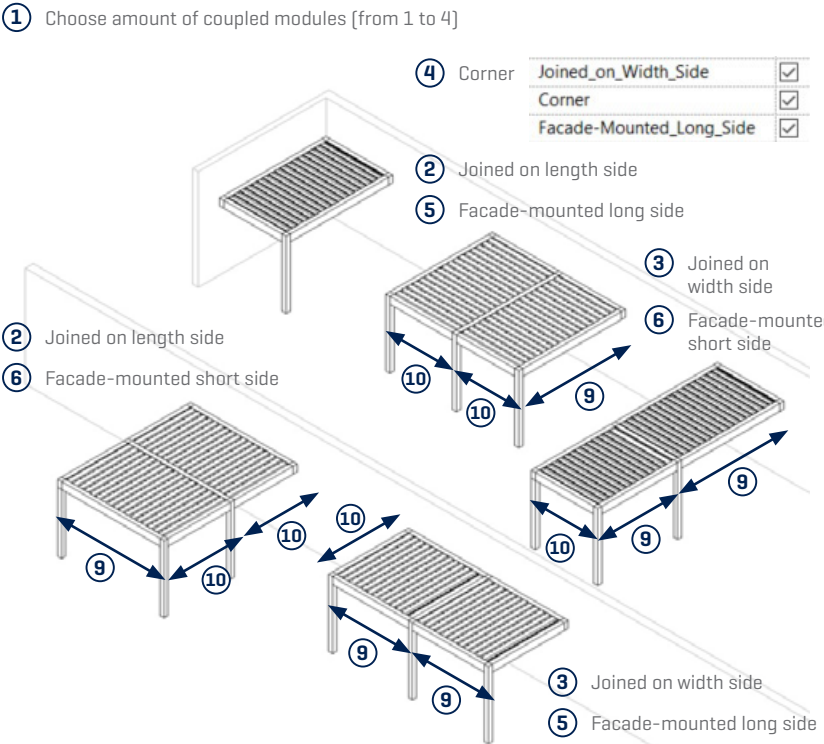 1 Choose amount of coupled modules (from 1 to 4)
4 Corner
Joined_on_Width_Side
Corner
Facade-Mounted_Long_Side
2 Joined on length side
5 Facade-mounted long side
3 Joined on
width side
6 Facade-mounte
short side
2 Joined on length side
6 Facade-mounted short side
10
10
9
10
9
9
9
10
10
10
9
9
3 Joined on width side
5 Facade-mounted long side